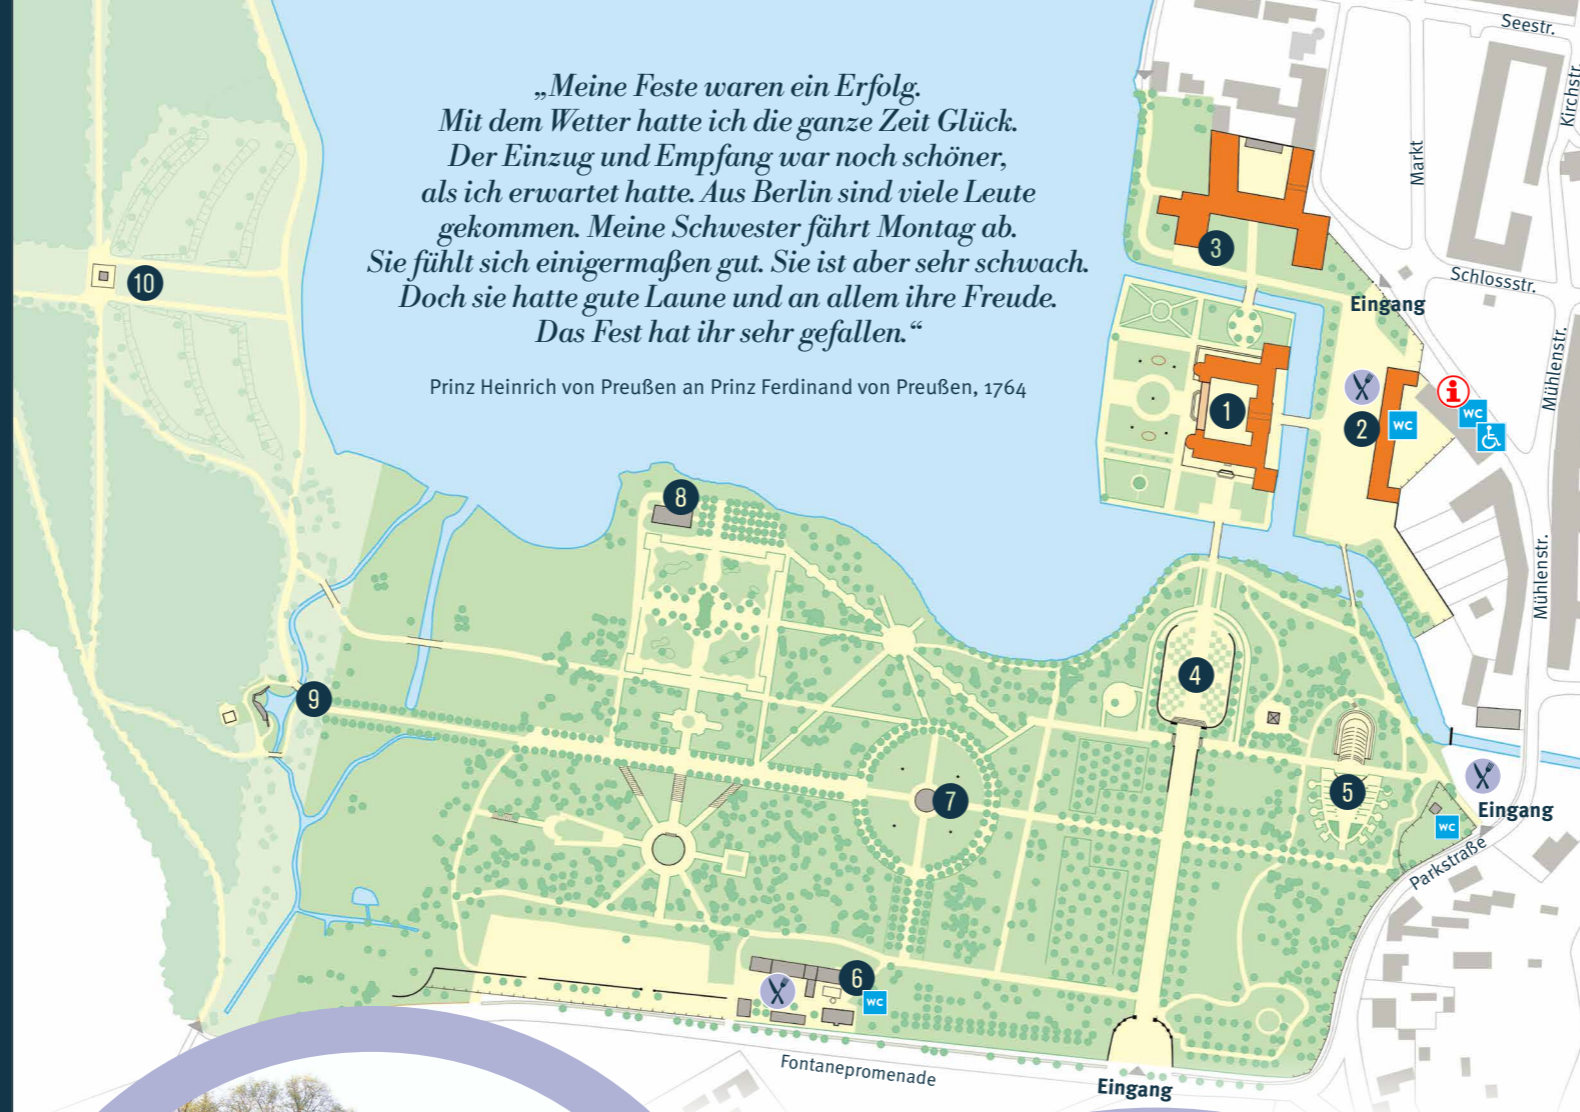 „Meine Feste waren ein Erfolg.
Mit dem Wetter hatte ich die ganze Zeit Glück.
Der Einzug und Empfang war noch schöner,
als ich erwartet hatte. Aus Berlin sind viele Leute
gekommen. Meine Schwester fährt Montag ab.
Sie fühlt sich einigermaßen gut. Sie ist aber sehr schwach.
Doch sie hatte gute Laune und an allem ihre Freude.
Das Fest hat ihr sehr gefallen.“
Prinz Heinrich von Preußen an Prinz Ferdinand von Preußen, 1764
Seestr.
Kirchstr.
Markt
Schlossstr.
Eingang
Mühlenstr.
Mühlenstr.
3
10
1
2
WC
i
WC
8
4
9
5
7
Eingang
WC
Parkstraße
6
WC
Fontanepromenade
Eingang